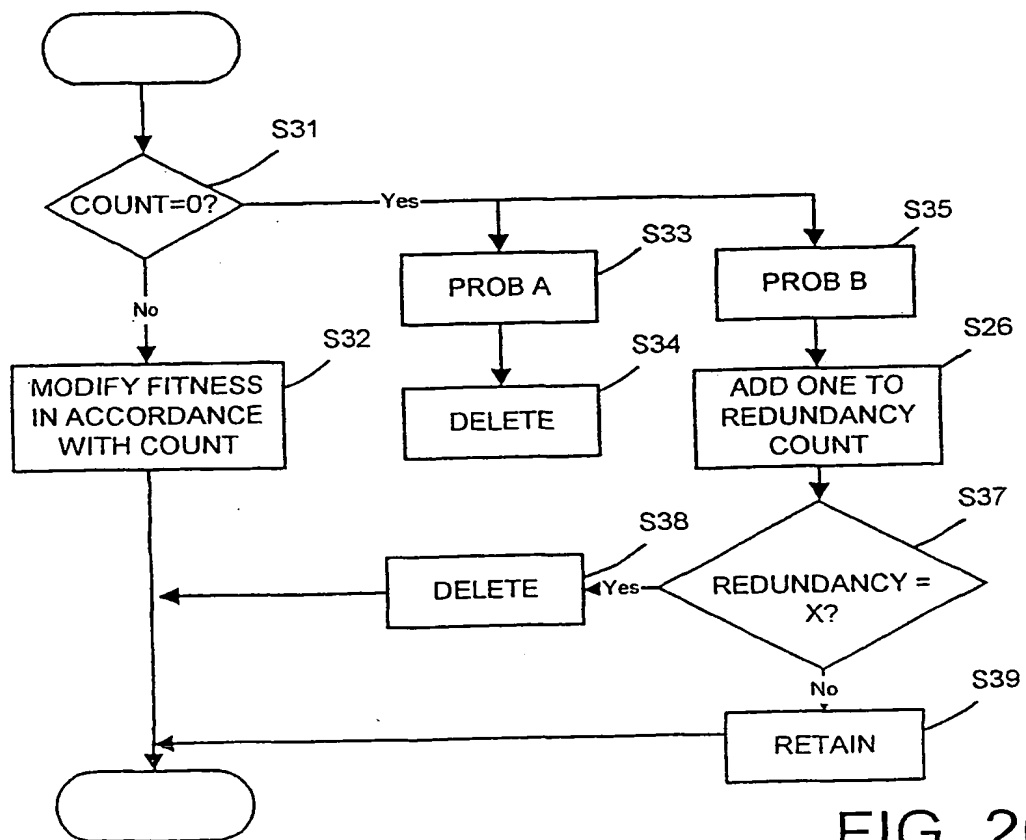 S31
COUNT=0?
Yes
S33
S35
PROB A
PROB B
No
S32
S34
S26
MODIFY FITNESS
IN ACCORDANCE
WITH COUNT
DELETE
ADD ONE TO
REDUNDANCY
COUNT
S38
S37
DELETE
Yes
REDUNDANCY =
X?
No
S39
RETAIN
FIG.